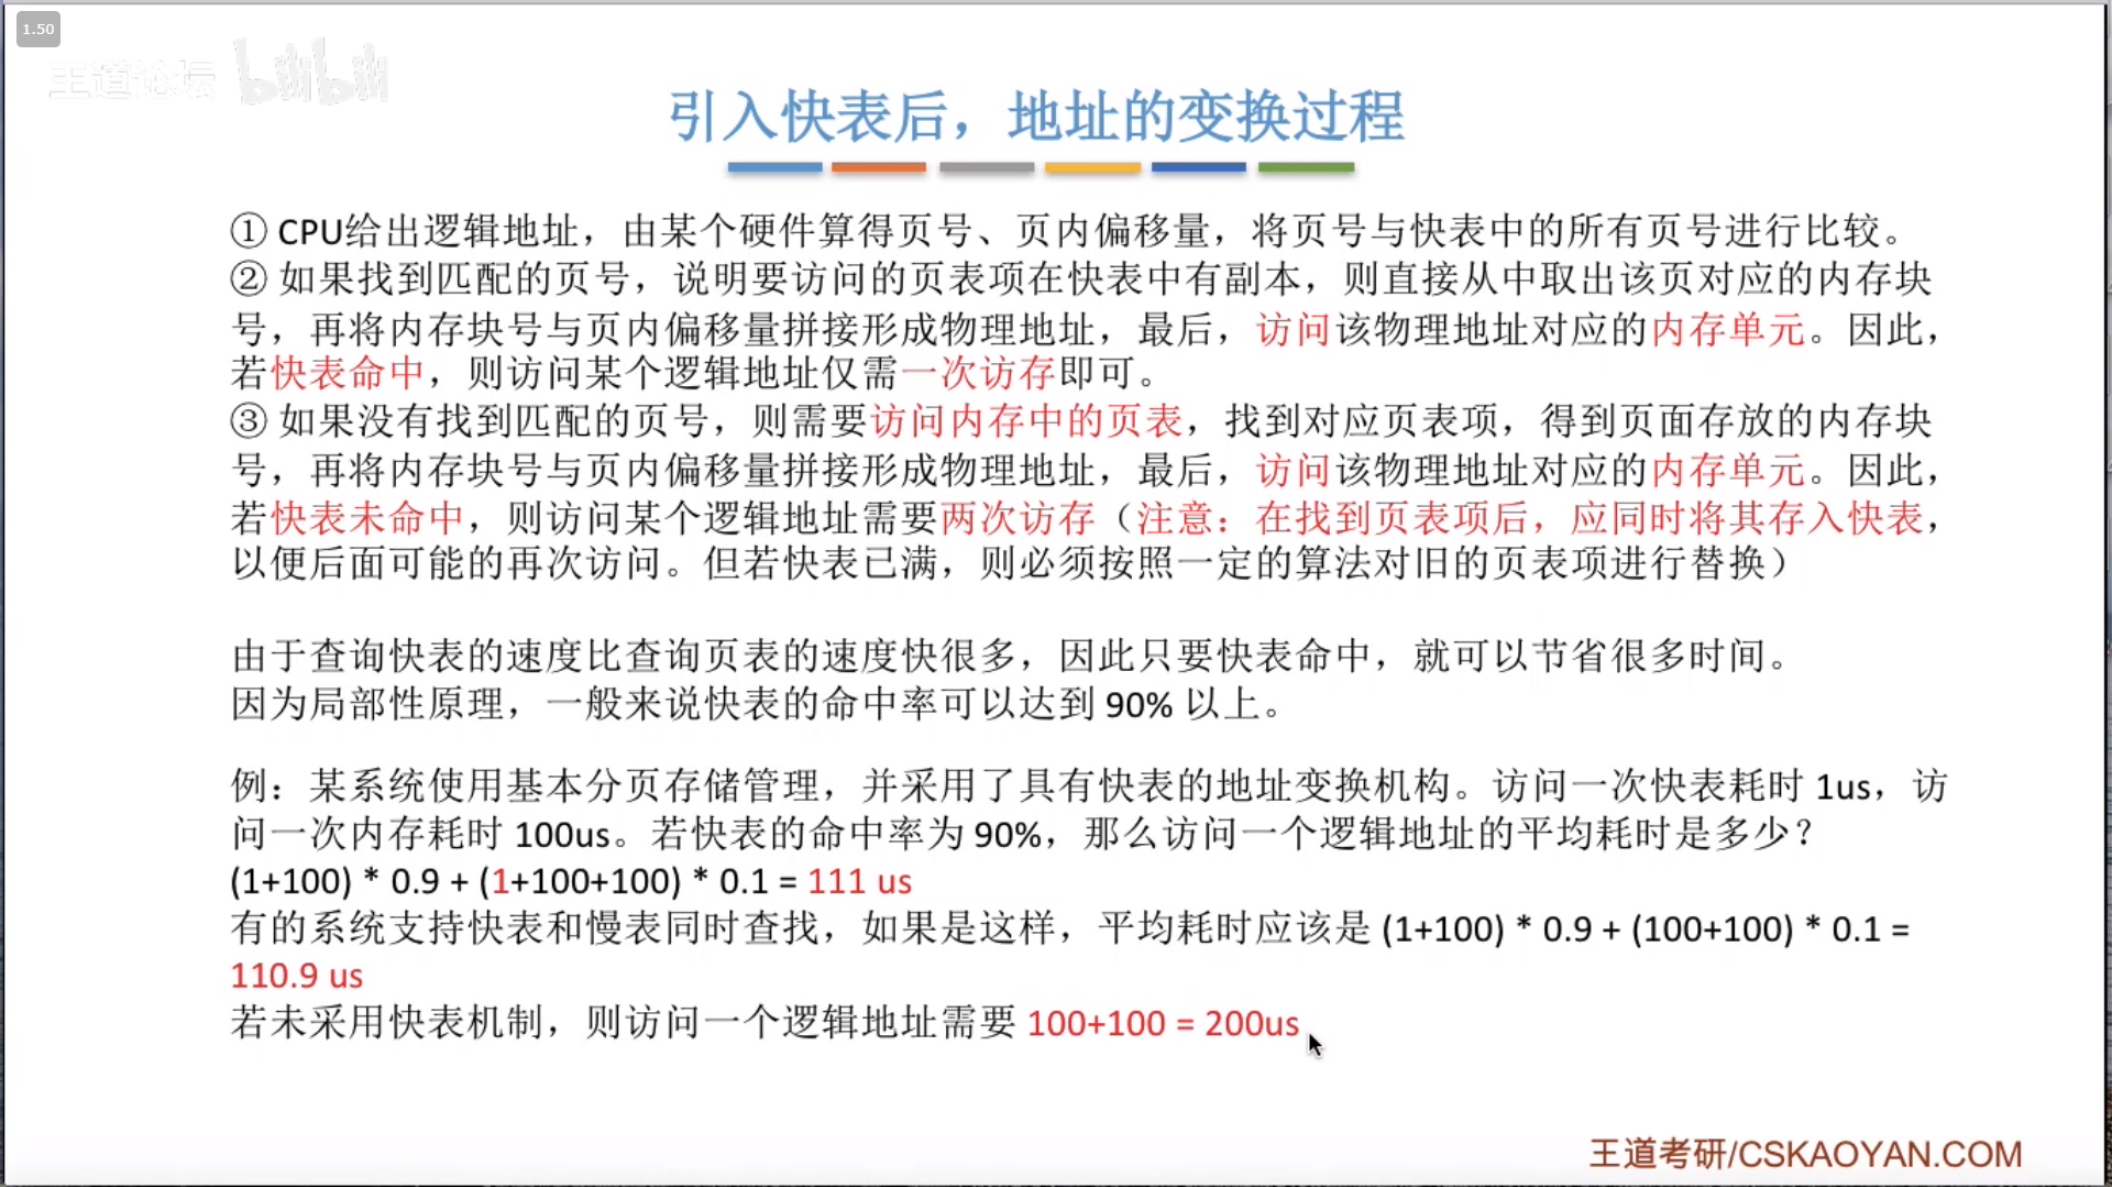 1.50
王道论坛 bilibili
引入快表后，地址的变换过程
① CPU给出逻辑地址，由某个硬件算得页号、页内偏移量，将页号与快表中的所有页号进行比较。
② 如果找到匹配的页号，说明要访问的页表项在快表中有副本，则直接从中取出该页对应的内存块
号，再将内存块号与页内偏移量拼接形成物理地址，最后，访问该物理地址对应的内存单元。因此，
若快表命中，则访问某个逻辑地址仅需一次访存即可。
③ 如果没有找到匹配的页号，则需要访问内存中的页表，找到对应页表项，得到页面存放的内存块
号，再将内存块号与页内偏移量拼接形成物理地址，最后，访问该物理地址对应的内存单元。因此，
若快表未命中，则访问某个逻辑地址需要两次访存（注意：在找到页表项后，应同时将其存入快表，
以便后面可能的再次访问。但若快表已满，则必须按照一定的算法对旧的页表项进行替换）
由于查询快表的速度比查询页表的速度快很多，因此只要快表命中，就可以节省很多时间。
因为局部性原理，一般来说快表的命中率可以达到 90% 以上。
例：某系统使用基本分页存储管理，并采用了具有快表的地址变换机构。访问一次快表耗时 1us，访
问一次内存耗时 100us。若快表的命中率为 90%，那么访问一个逻辑地址的平均耗时是多少？
(1+100) * 0.9 + (1+100+100) * 0.1 = 111 us
有的系统支持快表和慢表同时查找，如果是这样，平均耗时应该是 (1+100) * 0.9 + (100+100) * 0.1 =
110.9 us
若未采用快表机制，则访问一个逻辑地址需要 100+100 = 200us
王道考研/CSKAOYAN.COM